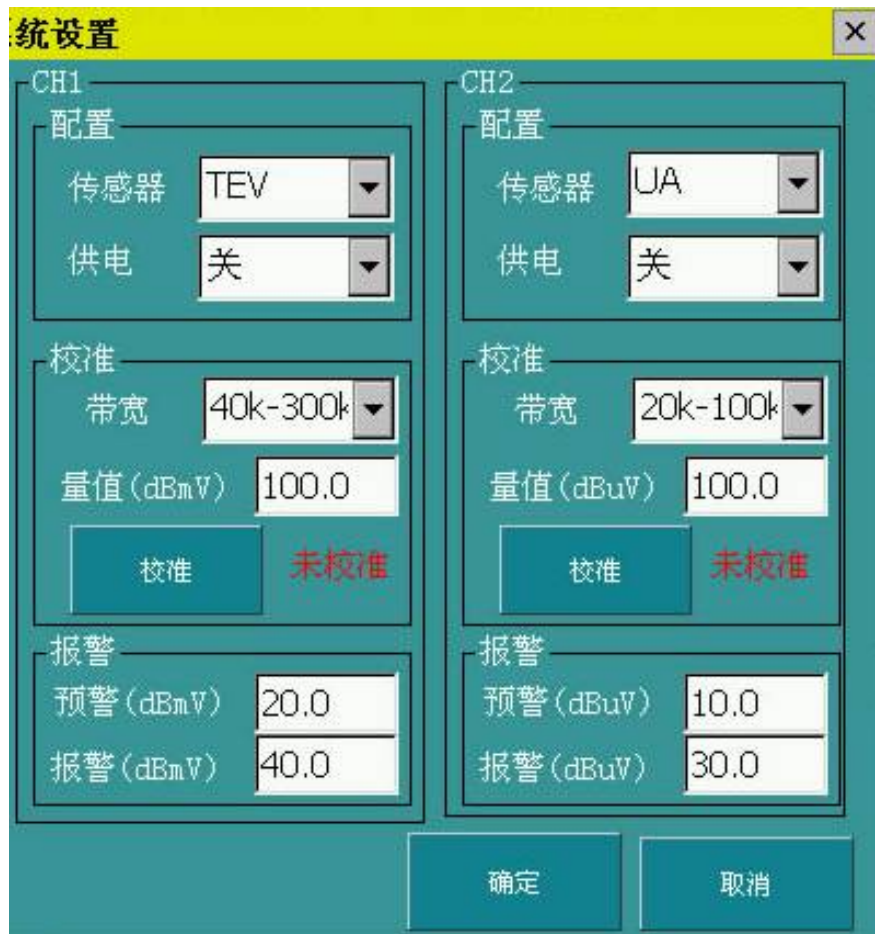 统设置
CH1
配置
传感器 TEV
供电 关
校准
带宽 40k-300k
量值(dBmV) 100.0
校准 未校准
报警
预警(dBmV) 20.0
报警(dBmV) 40.0
CH2
配置
传感器 UA
供电 关
校准
带宽 20k-100k
量值(dBuV) 100.0
校准 未校准
报警
预警(dBuV) 10.0
报警(dBuV) 30.0
确定 取消